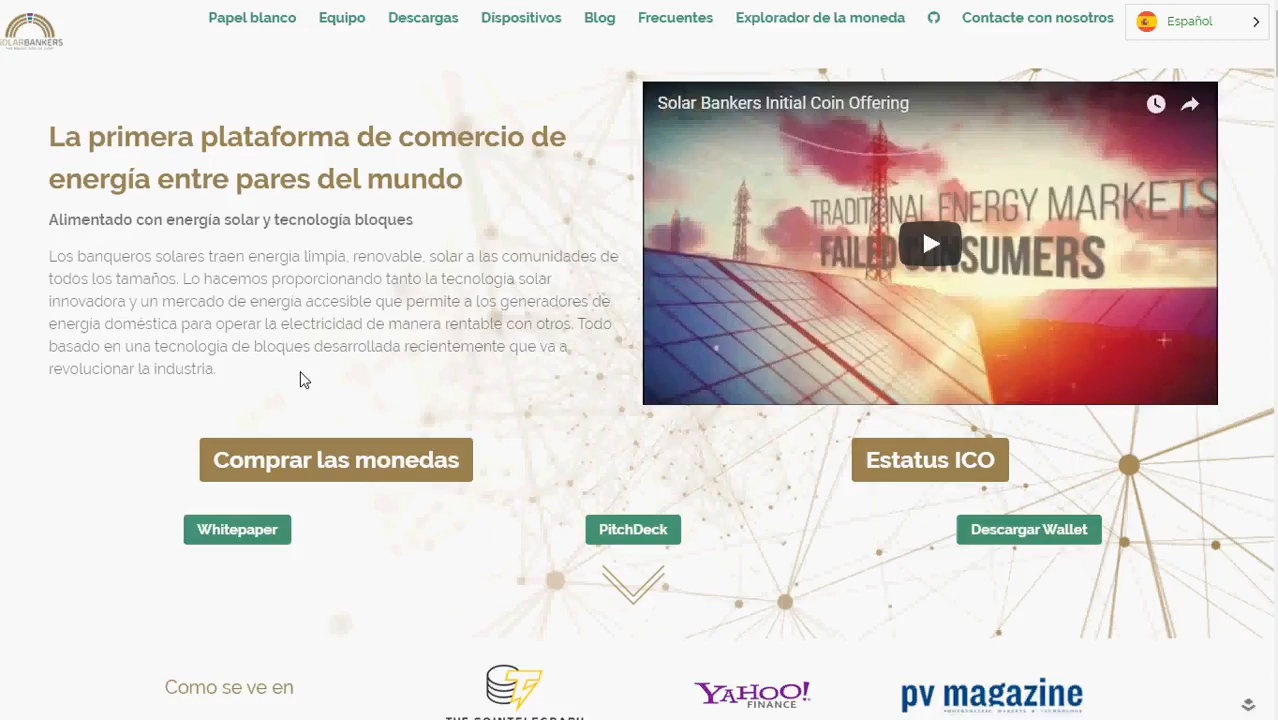 SOLARBANKERS
Papel blanco
Equipo
Descargas
Dispositivos
Blog
Frecuentes
Explorador de la moneda
Contacte con nosotros
Español
La primera plataforma de comercio de
energía entre pares del mundo
Alimentado con energía solar y tecnología bloques
Los banqueros solares traen energía limpia, renovable, solar a las comunidades de
todos los tamaños. Lo hacemos proporcionando tanto la tecnología solar
innovadora y un mercado de energía accesible que permite a los generadores de
energía doméstica para operar la electricidad de manera rentable con otros. Todo
basado en una tecnología de bloques desarrollada recientemente que va a
revolucionar la industria.
Solar Bankers Initial Coin Offering
TRADITIONAL ENERGY MARKETS
FAILED CONSUMERS
Comprar las monedas
Estatus ICO
Whitepaper
PitchDeck
Descargar Wallet
Como se ve en
THE COINTELEGRAPH
YAHOO!
FINANCE
pv magazine